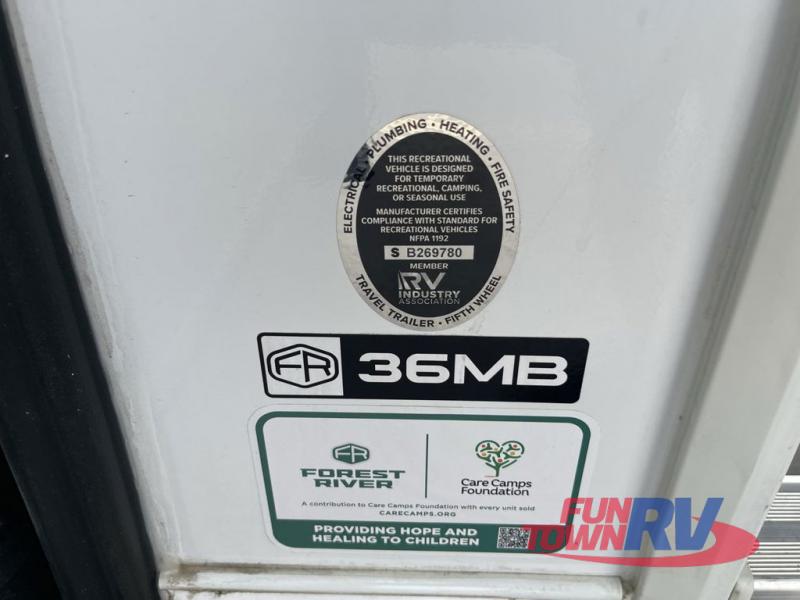 ELECTRICAL • PLUMBING • HEATING • FIRE SAFETY
THIS RECREATIONAL
VEHICLE IS DESIGNED
FOR TEMPORARY
RECREATIONAL, CAMPING,
OR SEASONAL USE
MANUFACTURER CERTIFIES
COMPLIANCE WITH STANDARD FOR
RECREATIONAL VEHICLES
NFPA 1192
S B269780
MEMBER
RV
INDUSTRY
ASSOCIATION
TRAVEL TRAILER • FIFTH WHEEL
FR 36MB
FR
FOREST
RIVER
Care Camps
Foundation
A contribution to Care Camps Foundation with every unit sold
CARECAMPS.ORG
PROVIDING HOPE AND
HEALING TO CHILDREN
FUN
TOWN RV